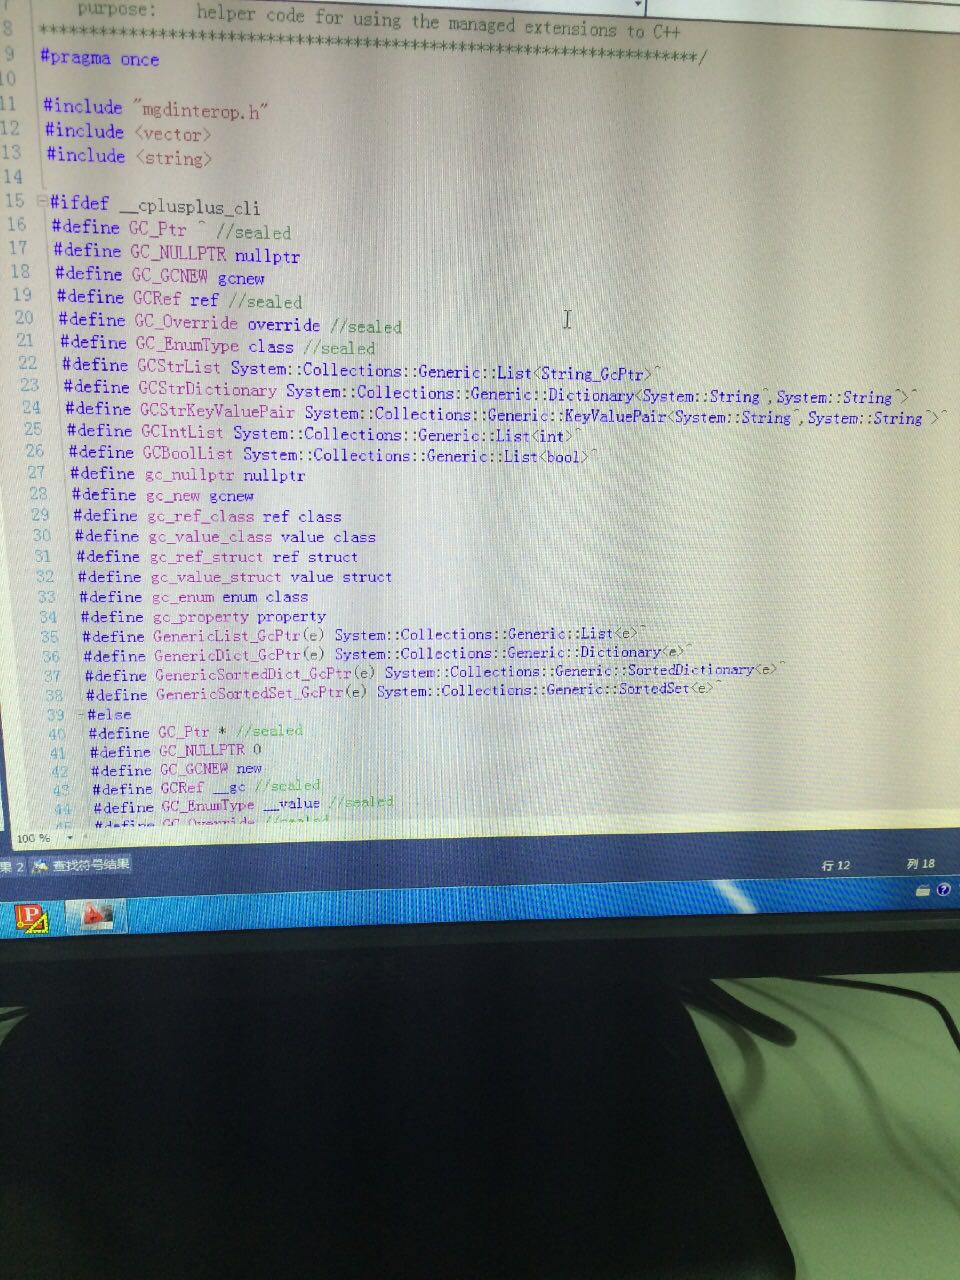 7
purpose: helper code for using the managed extensions to C++
8 *******************************************************************/
9 #pragma once
10
11 #include "mgdinterop.h"
12 #include <vector>
13 #include <string>
14
15 #ifdef __cplusplus_cli
16 #define GC_Ptr ^ //sealed
17 #define GC_NULLPTR nullptr
18 #define GC_GCNEW gcnew
19 #define GCRef ref //sealed
20 #define GC_Override override //sealed
21 #define GC_EnumType class //sealed
22 #define GCStrList System::Collections::Generic::List<String_GcPtr>^
23 #define GCStrDictionary System::Collections::Generic::Dictionary<System::String^,System::String^>^
24 #define GCStrKeyValuePair System::Collections::Generic::KeyValuePair<System::String^,System::String^>^
25 #define GCIntList System::Collections::Generic::List<int>^
26 #define GCBoolList System::Collections::Generic::List<bool>^
27 #define gc_nullptr nullptr
28 #define gc_new gcnew
29 #define gc_ref_class ref class
30 #define gc_value_class value class
31 #define gc_ref_struct ref struct
32 #define gc_value_struct value struct
33 #define gc_enum enum class
34 #define gc_property property
35 #define GenericList_GcPtr(e) System::Collections::Generic::List<e>^
36 #define GenericDict_GcPtr(e) System::Collections::Generic::Dictionary<e>^
37 #define GenericSortedDict_GcPtr(e) System::Collections::Generic::SortedDictionary<e>^
38 #define GenericSortedSet_GcPtr(e) System::Collections::Generic::SortedSet<e>^
39 #else
40 #define GC_Ptr * //sealed
41 #define GC_NULLPTR 0
42 #define GC_GCNEW new
43 #define GCRef __gc //sealed
44 #define GC_EnumType __value //sealed
45 #define GC_Override //sealed
100 %
果 2 查找符号结果 行 12 列 18
P